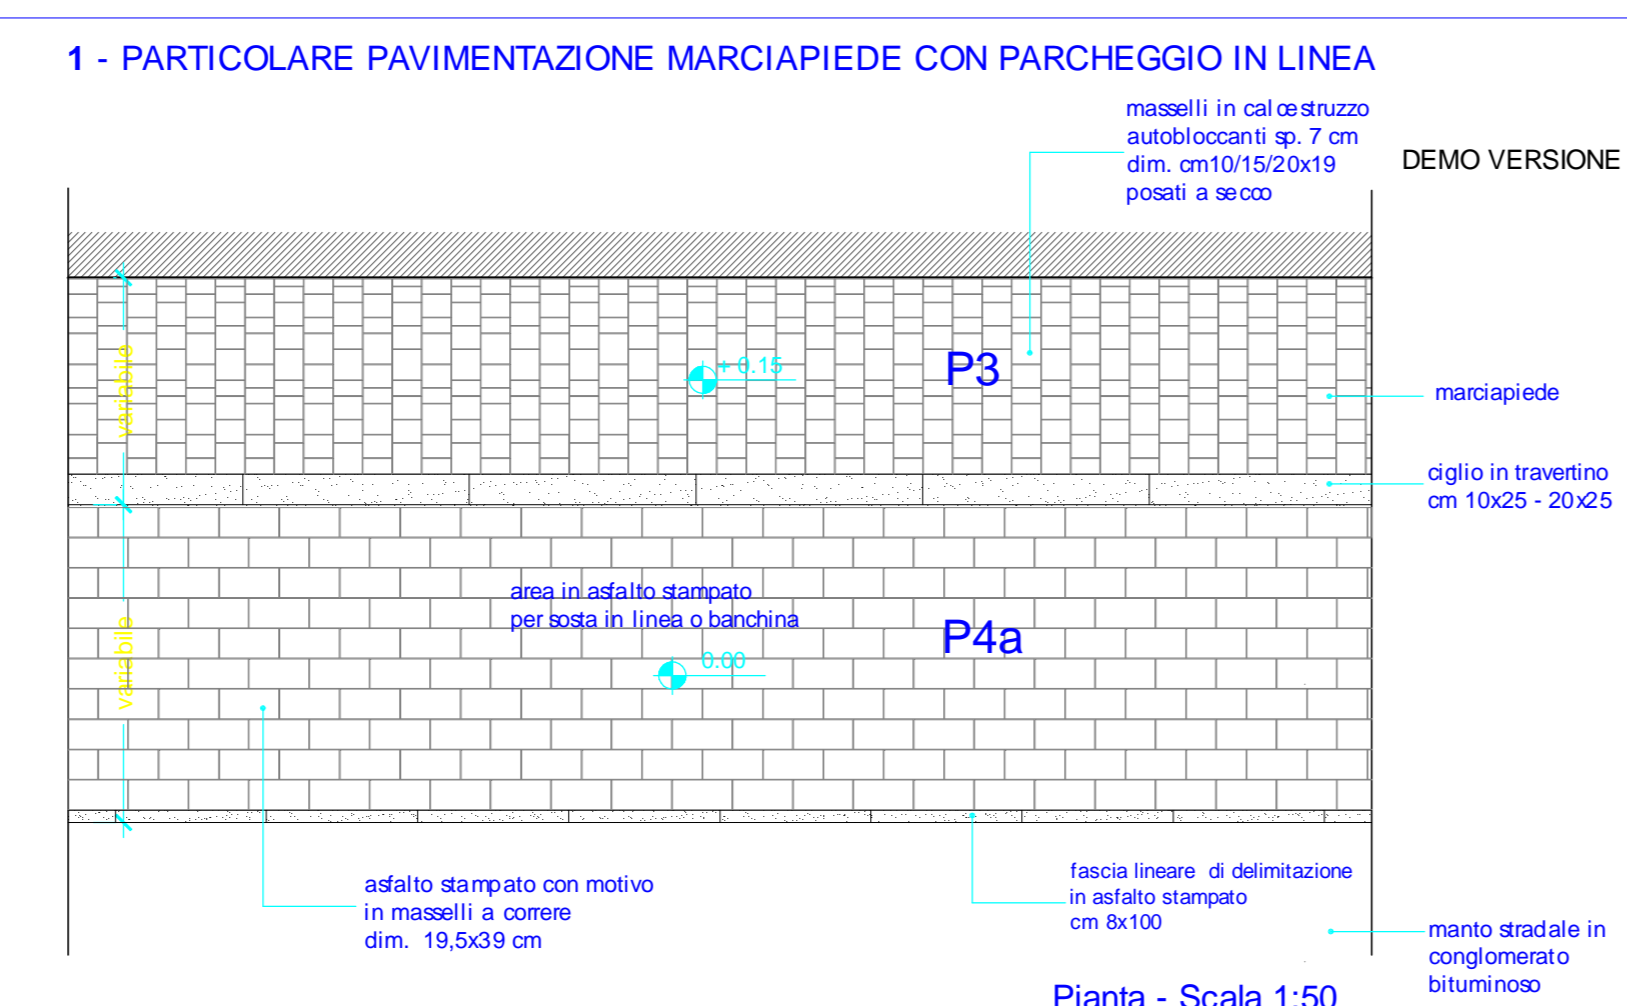 1 - PARTICOLARE PAVIMENTAZIONE MARCIAPIEDE CON PARCHEGGIO IN LINEA
masselli in calcestruzzo
autobloccanti sp. 7 cm
dim. cm10/15/20x19
posati a secco
DEMO VERSIONE
variabile
+ 0.15
P3
marciapiede
ciglio in travertino
cm 10x25 - 20x25
area in asfalto stampato
per sosta in linea o banchina
P4a
variabile
0.00
asfalto stampato con motivo
in masselli a correre
dim. 19,5x39 cm
fascia lineare di delimitazione
in asfalto stampato
cm 8x100
manto stradale in
conglomerato
bituminoso
Pianta - Scala 1:50